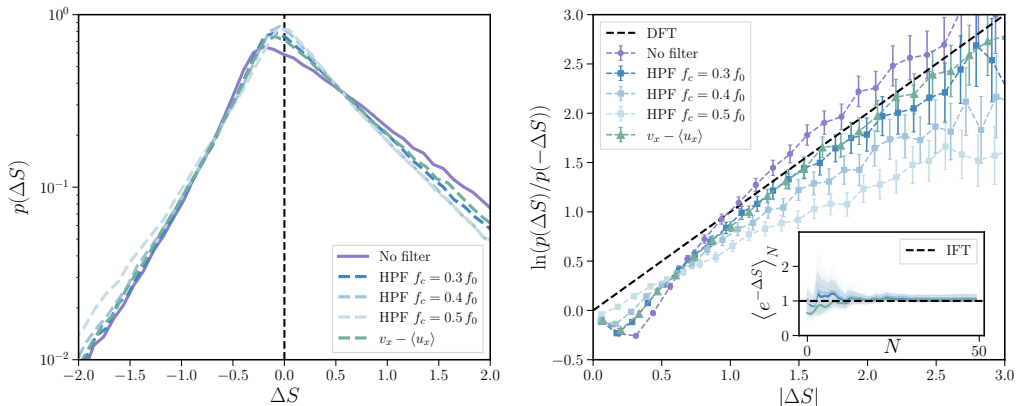 10⁰
10⁻¹
10⁻²
p(ΔS)
−2.0 −1.5 −1.0 −0.5 0.0 0.5 1.0 1.5 2.0
ΔS
No filter
HPF f_c = 0.3 f_0
HPF f_c = 0.4 f_0
HPF f_c = 0.5 f_0
v_x − ⟨u_x⟩
3.0
2.5
2.0
1.5
1.0
0.5
0.0
−0.5
ln(p(ΔS)/p(−ΔS))
0.0 0.5 1.0 1.5 2.0 2.5 3.0
|ΔS|
DFT
No filter
HPF f_c = 0.3 f_0
HPF f_c = 0.4 f_0
HPF f_c = 0.5 f_0
v_x − ⟨u_x⟩
IFT
2
1
0
⟨e^{−ΔS}⟩_N
0 N 50